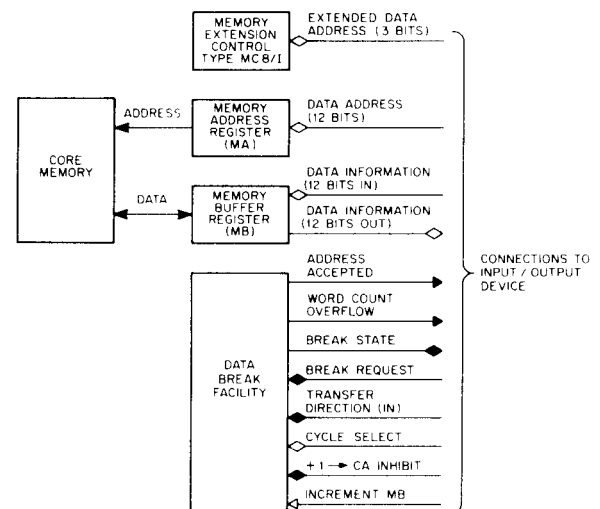 MEMORY
EXTENSION
CONTROL
TYPE MC8/I
EXTENDED DATA
ADDRESS (3 BITS)
CORE
MEMORY
ADDRESS
MEMORY
ADDRESS
REGISTER
(MA)
DATA ADDRESS
(12 BITS)
DATA
MEMORY
BUFFER
REGISTER
(MB)
DATA INFORMATION
(12 BITS IN)
DATA INFORMATION
(12 BITS OUT)
DATA
BREAK
FACILITY
ADDRESS
ACCEPTED
WORD COUNT
OVERFLOW
BREAK STATE
BREAK REQUEST
TRANSFER
DIRECTION (IN)
CYCLE SELECT
+ 1 → CA INHIBIT
INCREMENT MB
CONNECTIONS TO
INPUT / OUTPUT
DEVICE